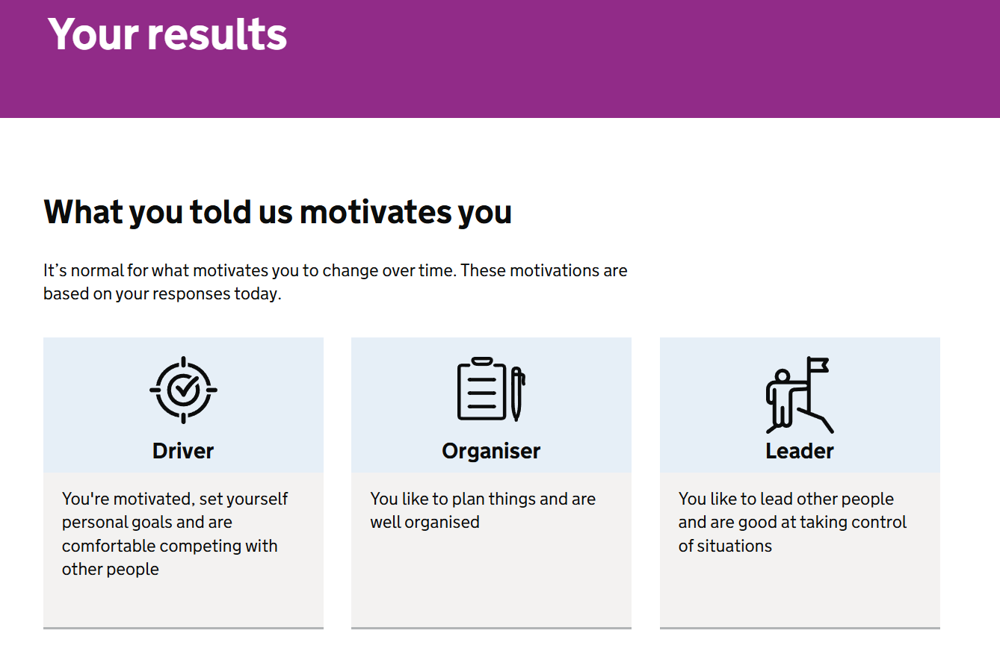 Your results
What you told us motivates you
It’s normal for what motivates you to change over time. These motivations are
based on your responses today.
Driver
You're motivated, set yourself
personal goals and are
comfortable competing with
other people
Organiser
You like to plan things and are
well organised
Leader
You like to lead other people
and are good at taking control
of situations